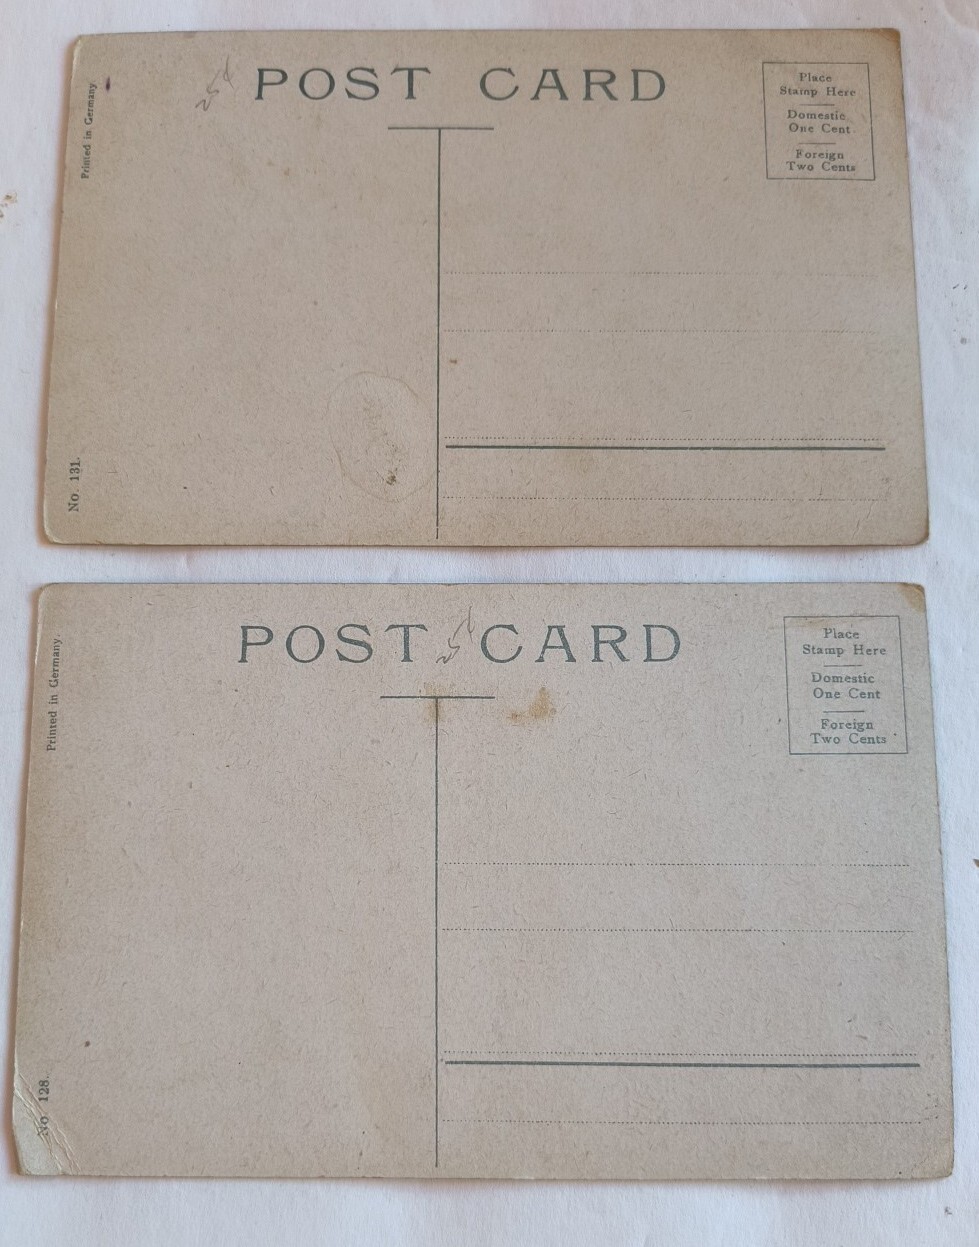 POST CARD
Place
Stamp Here
Domestic
One Cent
Foreign
Two Cents
Printed in Germany.
No. 131.
POST CARD
Place
Stamp Here
Domestic
One Cent
Foreign
Two Cents
Printed in Germany.
No. 128.